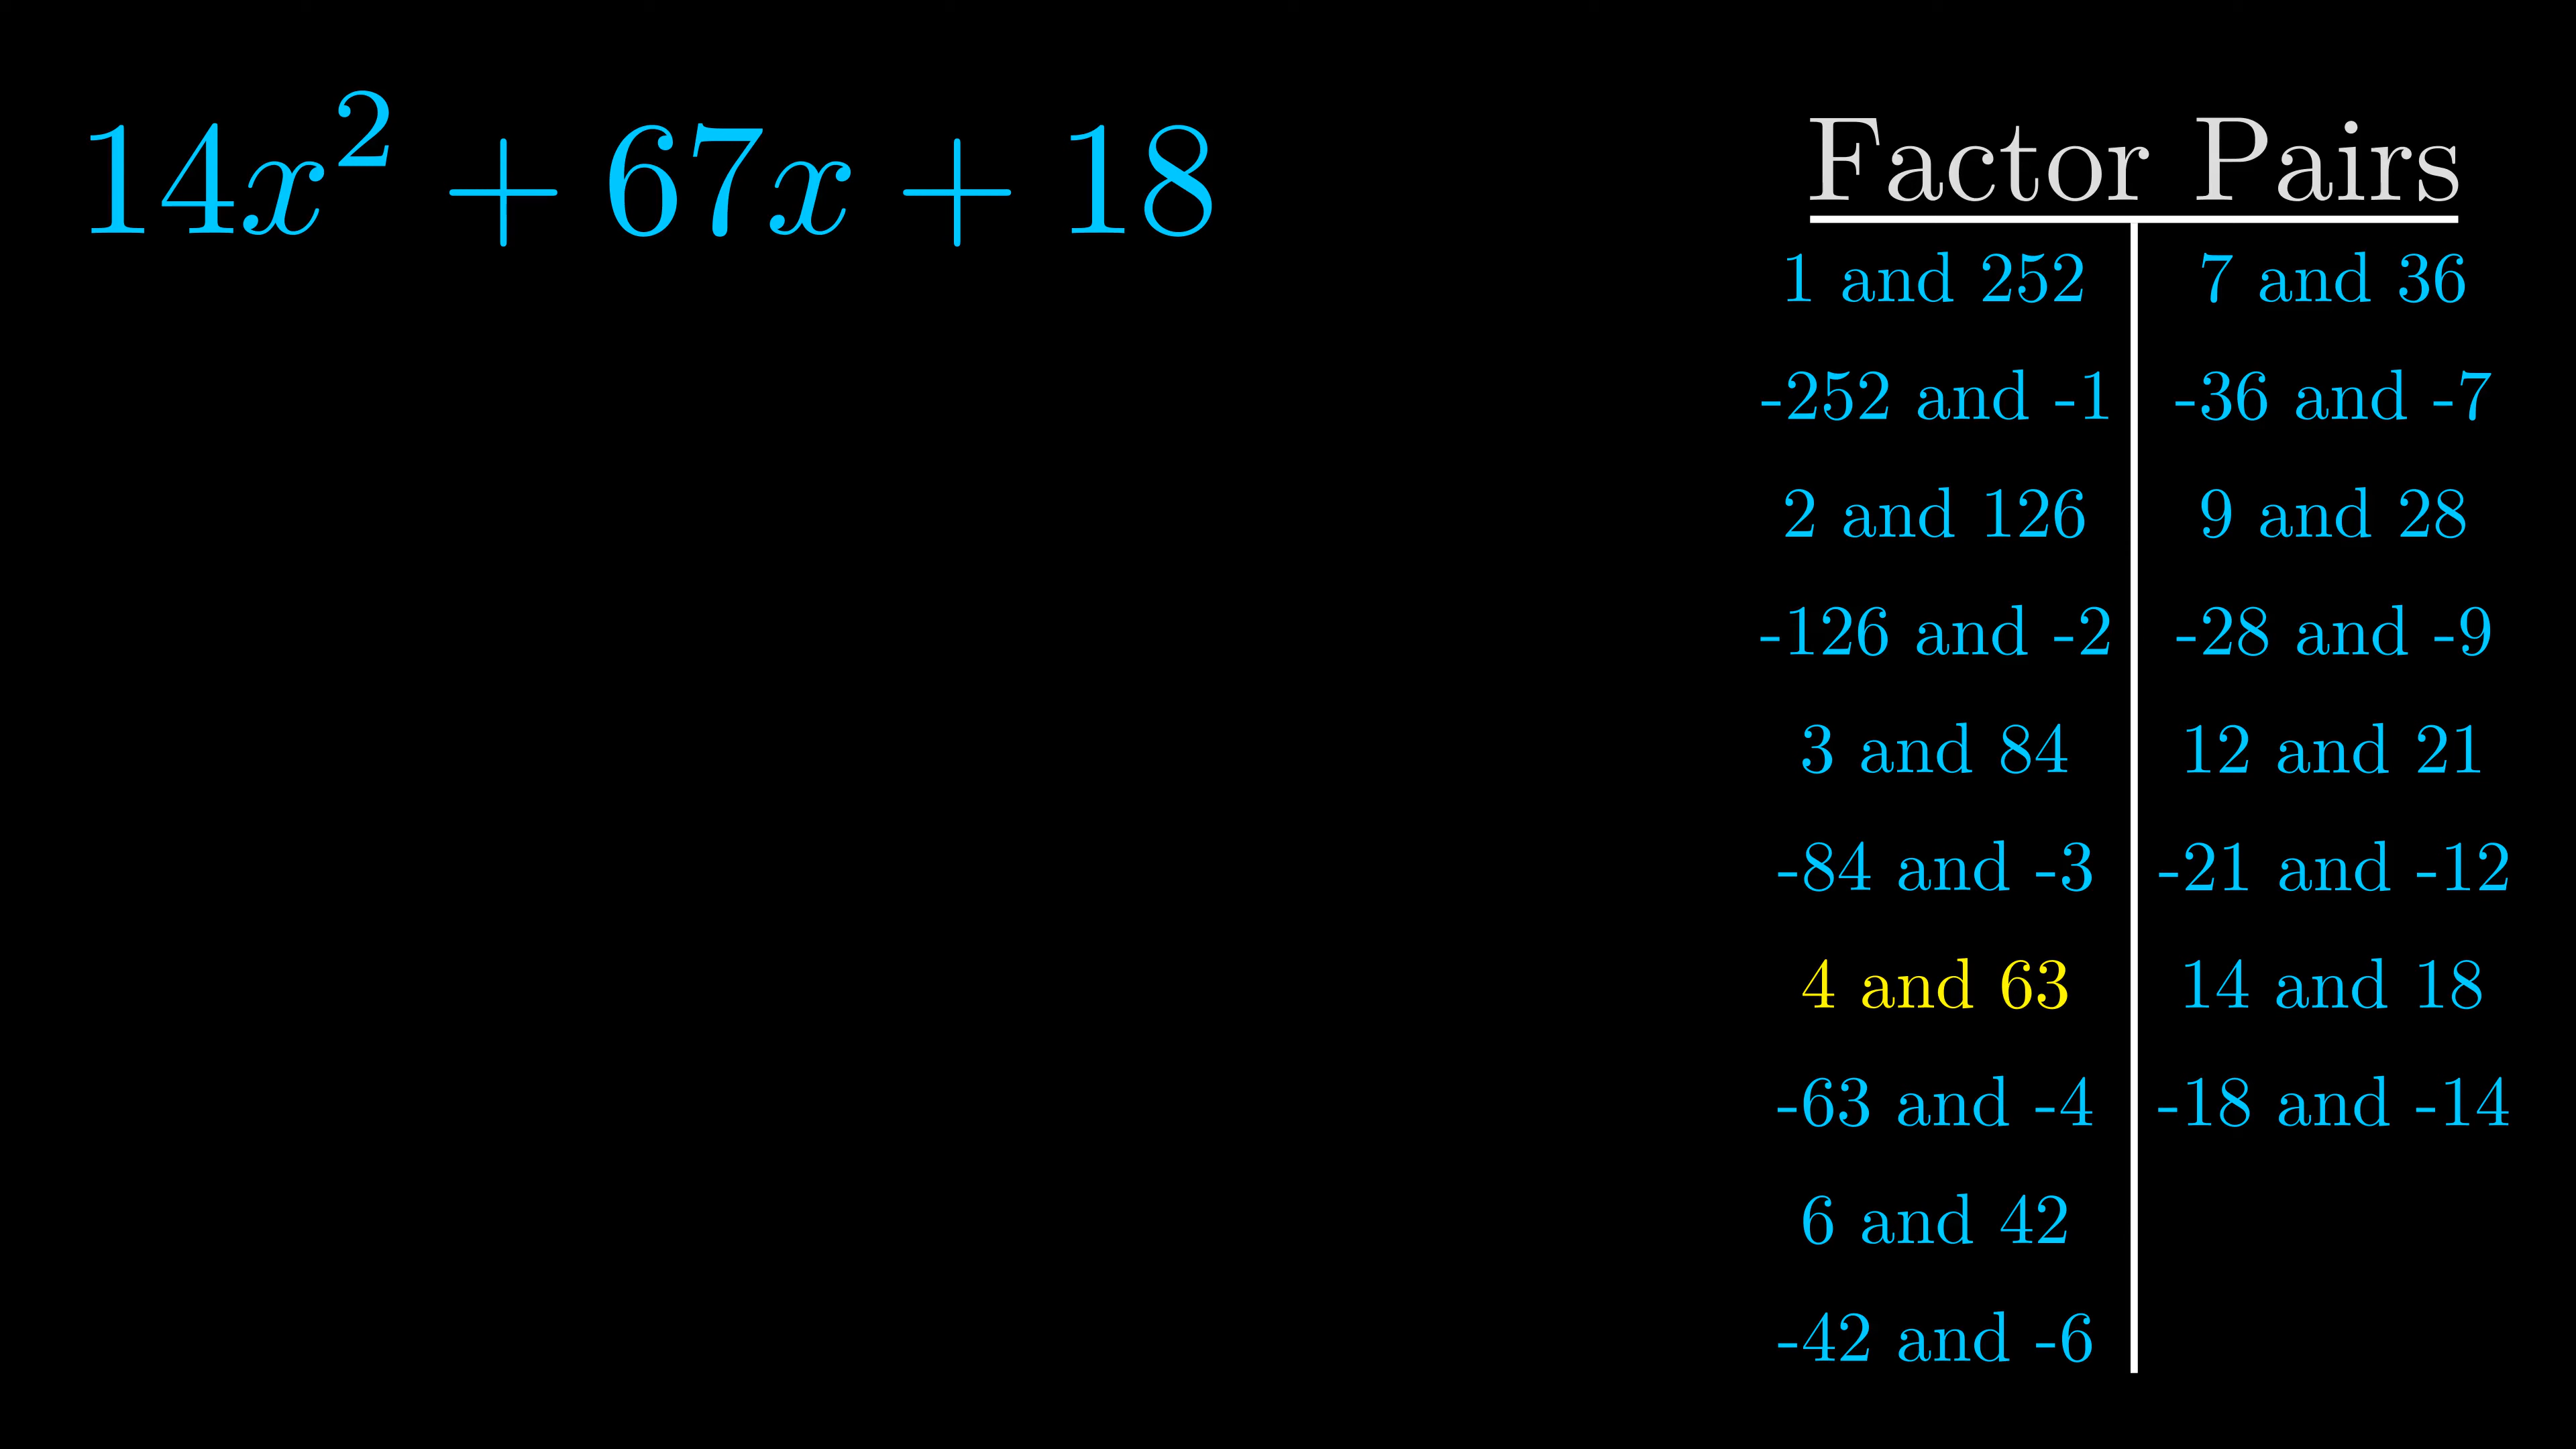 14x² + 67x + 18
Factor Pairs
1 and 252
-252 and -1
2 and 126
-126 and -2
3 and 84
-84 and -3
4 and 63
-63 and -4
6 and 42
-42 and -6
7 and 36
-36 and -7
9 and 28
-28 and -9
12 and 21
-21 and -12
14 and 18
-18 and -14